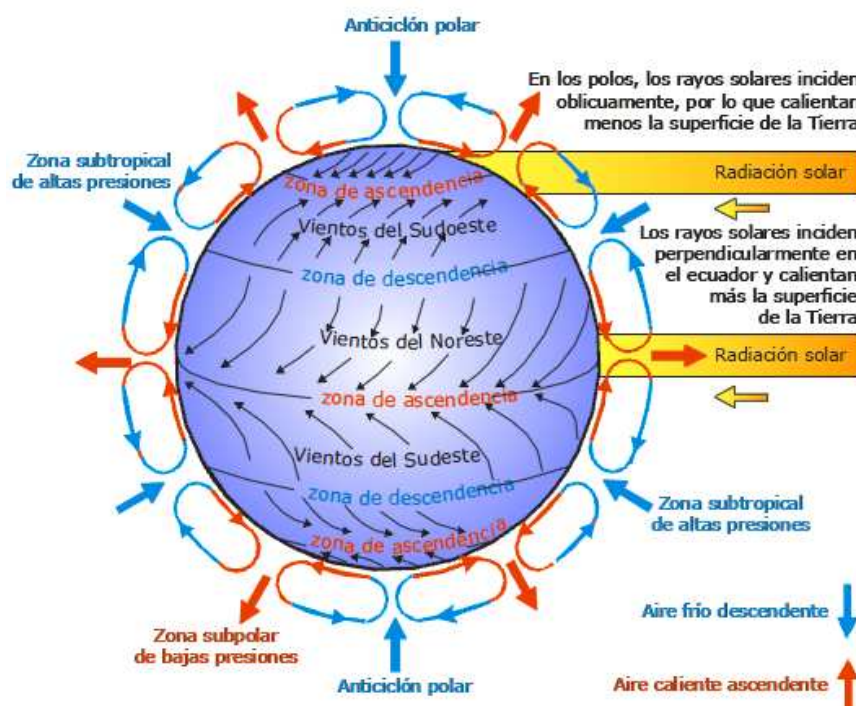 Anticiclón polar
En los polos, los rayos solares inciden
oblicuamente, por lo que calientan
menos la superficie de la Tierra
Zona subtropical
de altas presiones
zona de ascendencia
Radiación solar
Vientos del Sudoeste
Los rayos solares inciden
perpendicularmente en
el ecuador y calientan
más la superficie
de la Tierra
zona de descendencia
Vientos del Noreste
Radiación solar
zona de ascendencia
Vientos del Sudeste
zona de descendencia
Zona subtropical
de altas presiones
zona de ascendencia
Aire frío descendente
Zona subpolar
de bajas presiones
Anticiclón polar
Aire caliente ascendente